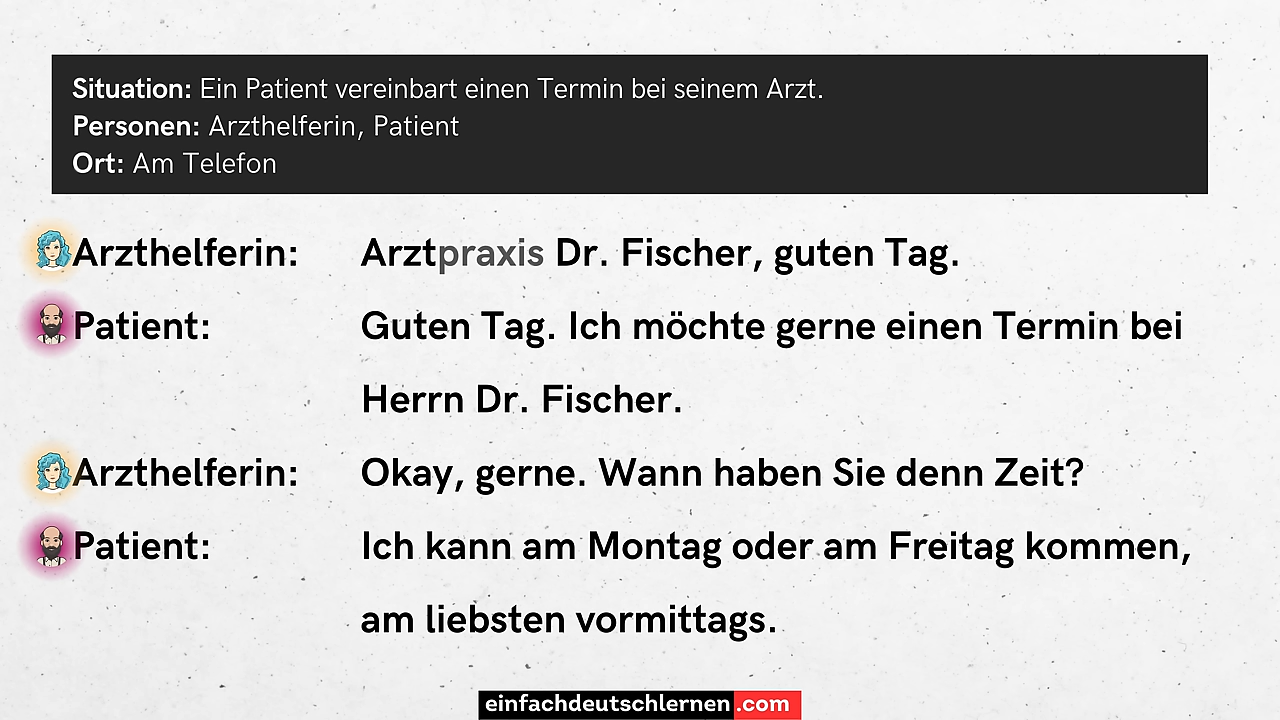 Situation: Ein Patient vereinbart einen Termin bei seinem Arzt.
Personen: Arzthelferin, Patient
Ort: Am Telefon
Arzthelferin: Arztpraxis Dr. Fischer, guten Tag.
Patient: Guten Tag. Ich möchte gerne einen Termin bei
Herrn Dr. Fischer.
Arzthelferin: Okay, gerne. Wann haben Sie denn Zeit?
Patient: Ich kann am Montag oder am Freitag kommen,
am liebsten vormittags.
einfachdeutschlernen.com